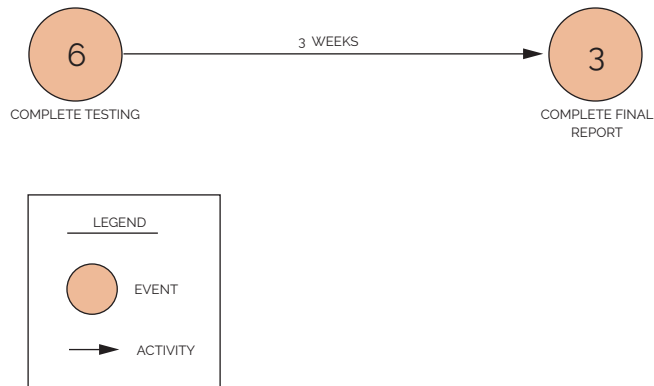 6
3 WEEKS
3
COMPLETE TESTING
COMPLETE FINAL
REPORT
LEGEND
EVENT
ACTIVITY